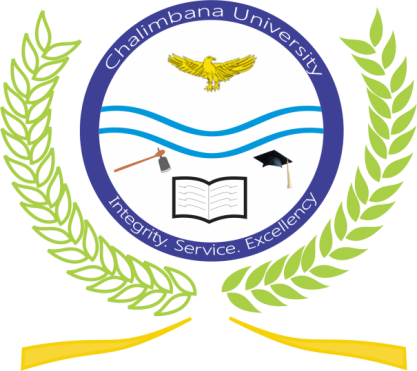 Chalimbana University
Integrity. Service. Excellency